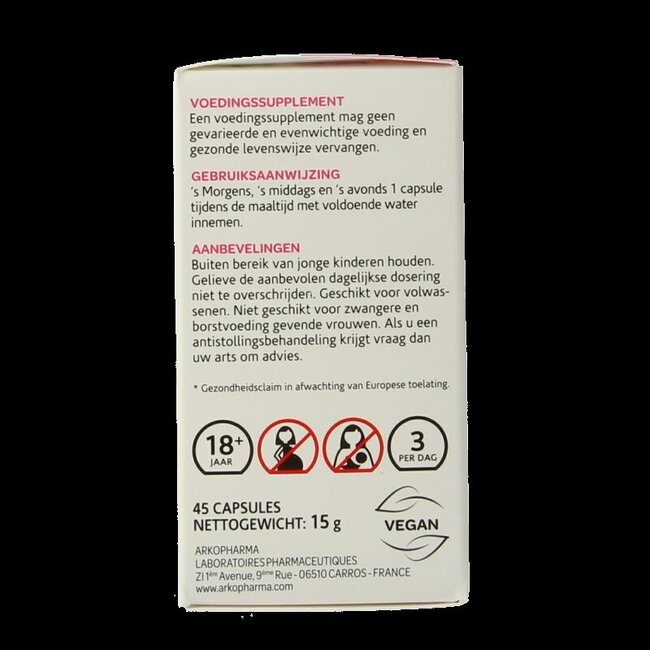 VOEDINGSSUPPLEMENT
Een voedingssupplement mag geen
gevarieerde en evenwichtige voeding en
gezonde levenswijze vervangen.
GEBRUIKSAANWIJZING
's Morgens, 's middags en 's avonds 1 capsule
tijdens de maaltijd met voldoende water
innemen.
AANBEVELINGEN
Buiten bereik van jonge kinderen houden.
Gelieve de aanbevolen dagelijkse dosering
niet te overschrijden. Geschikt voor volwas-
senen. Niet geschikt voor zwangere en
borstvoeding gevende vrouwen. Als u een
antistollingsbehandeling krijgt vraag dan
uw arts om advies.
* Gezondheidsclaim in afwachting van Europese toelating.
18+
JAAR
3
PER DAG
45 CAPSULES
NETTOGEWICHT: 15 g
VEGAN
ARKOPHARMA
LABORATOIRES PHARMACEUTIQUES
ZI 1ère Avenue, 9ème Rue - 06510 CARROS - FRANCE
www.arkopharma.com